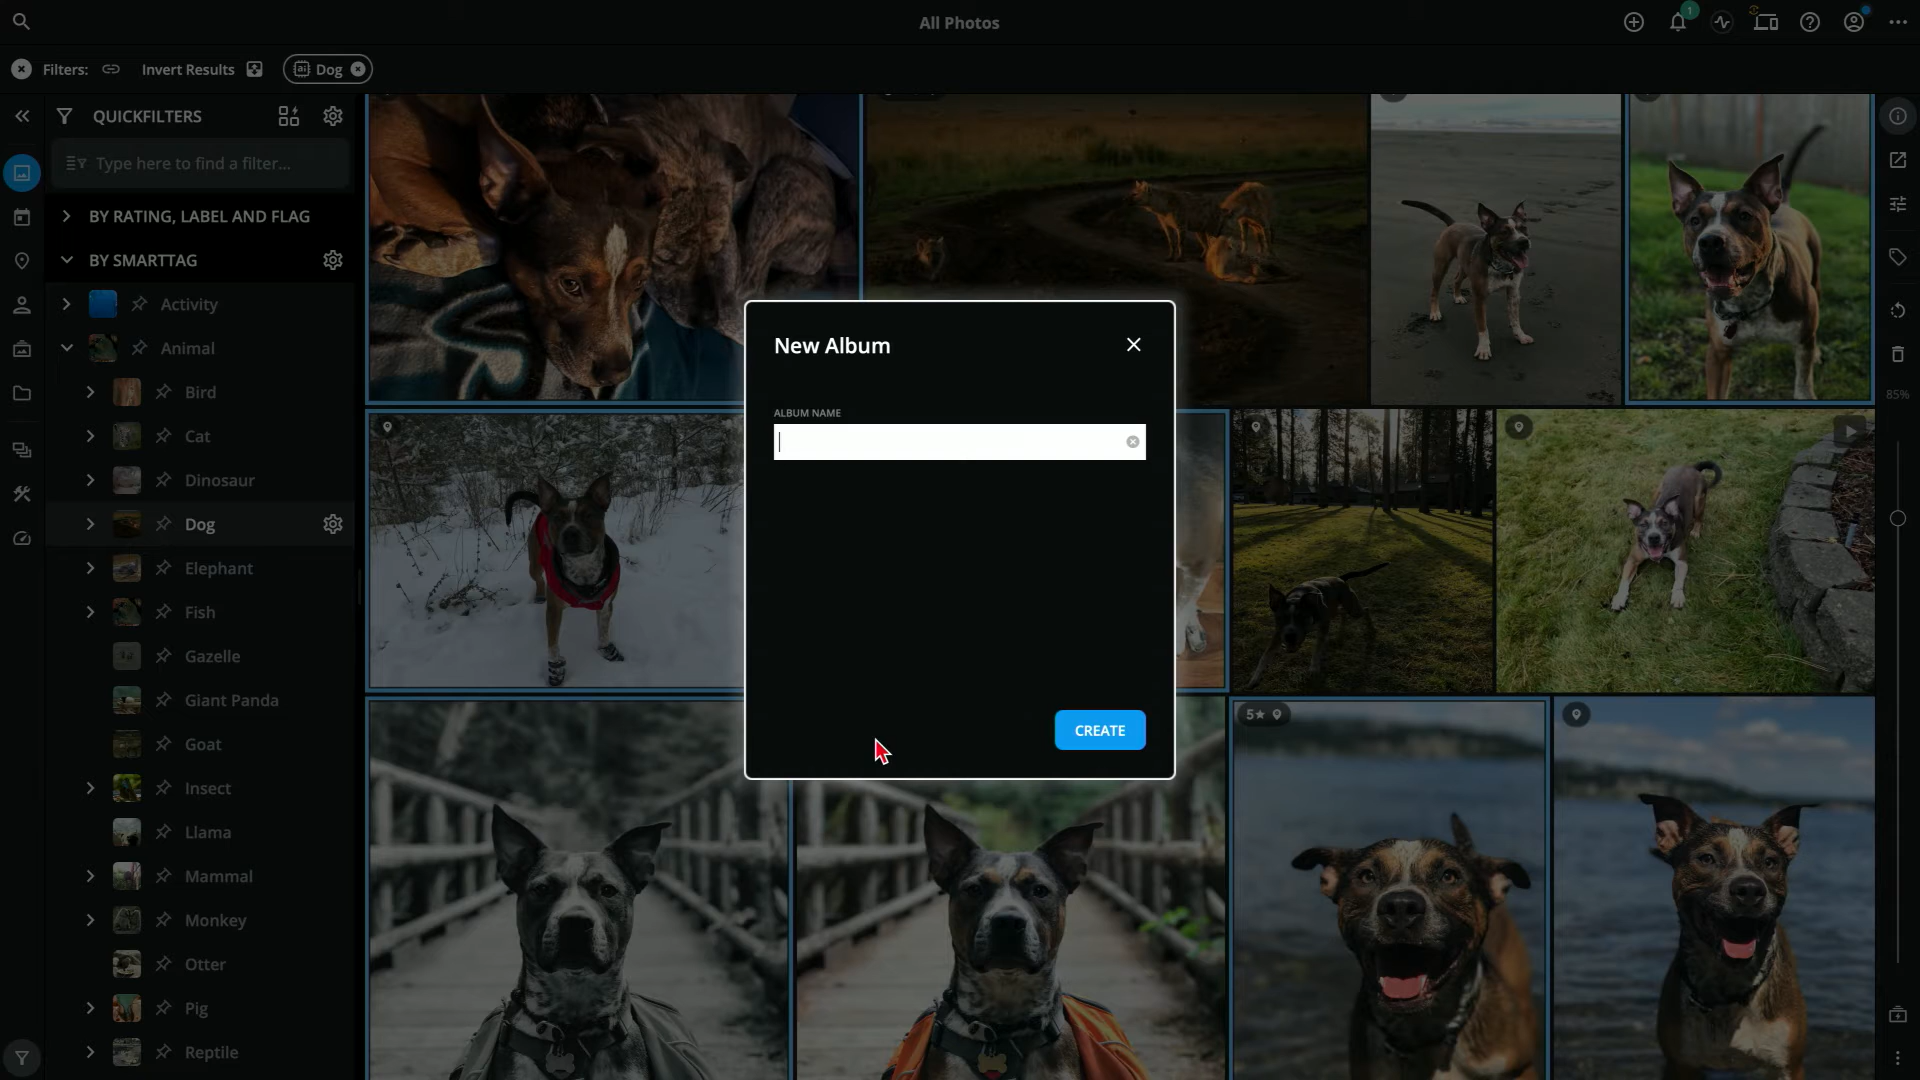 All Photos
1
Filters:
Invert Results
Dog
QUICKFILTERS
Type here to find a filter...
BY RATING, LABEL AND FLAG
BY SMARTTAG
Activity
Animal
Bird
Cat
Dinosaur
Dog
Elephant
Fish
Gazelle
Giant Panda
Goat
Insect
Llama
Mammal
Monkey
Otter
Pig
Reptile
New Album
ALBUM NAME
CREATE
5★
85%